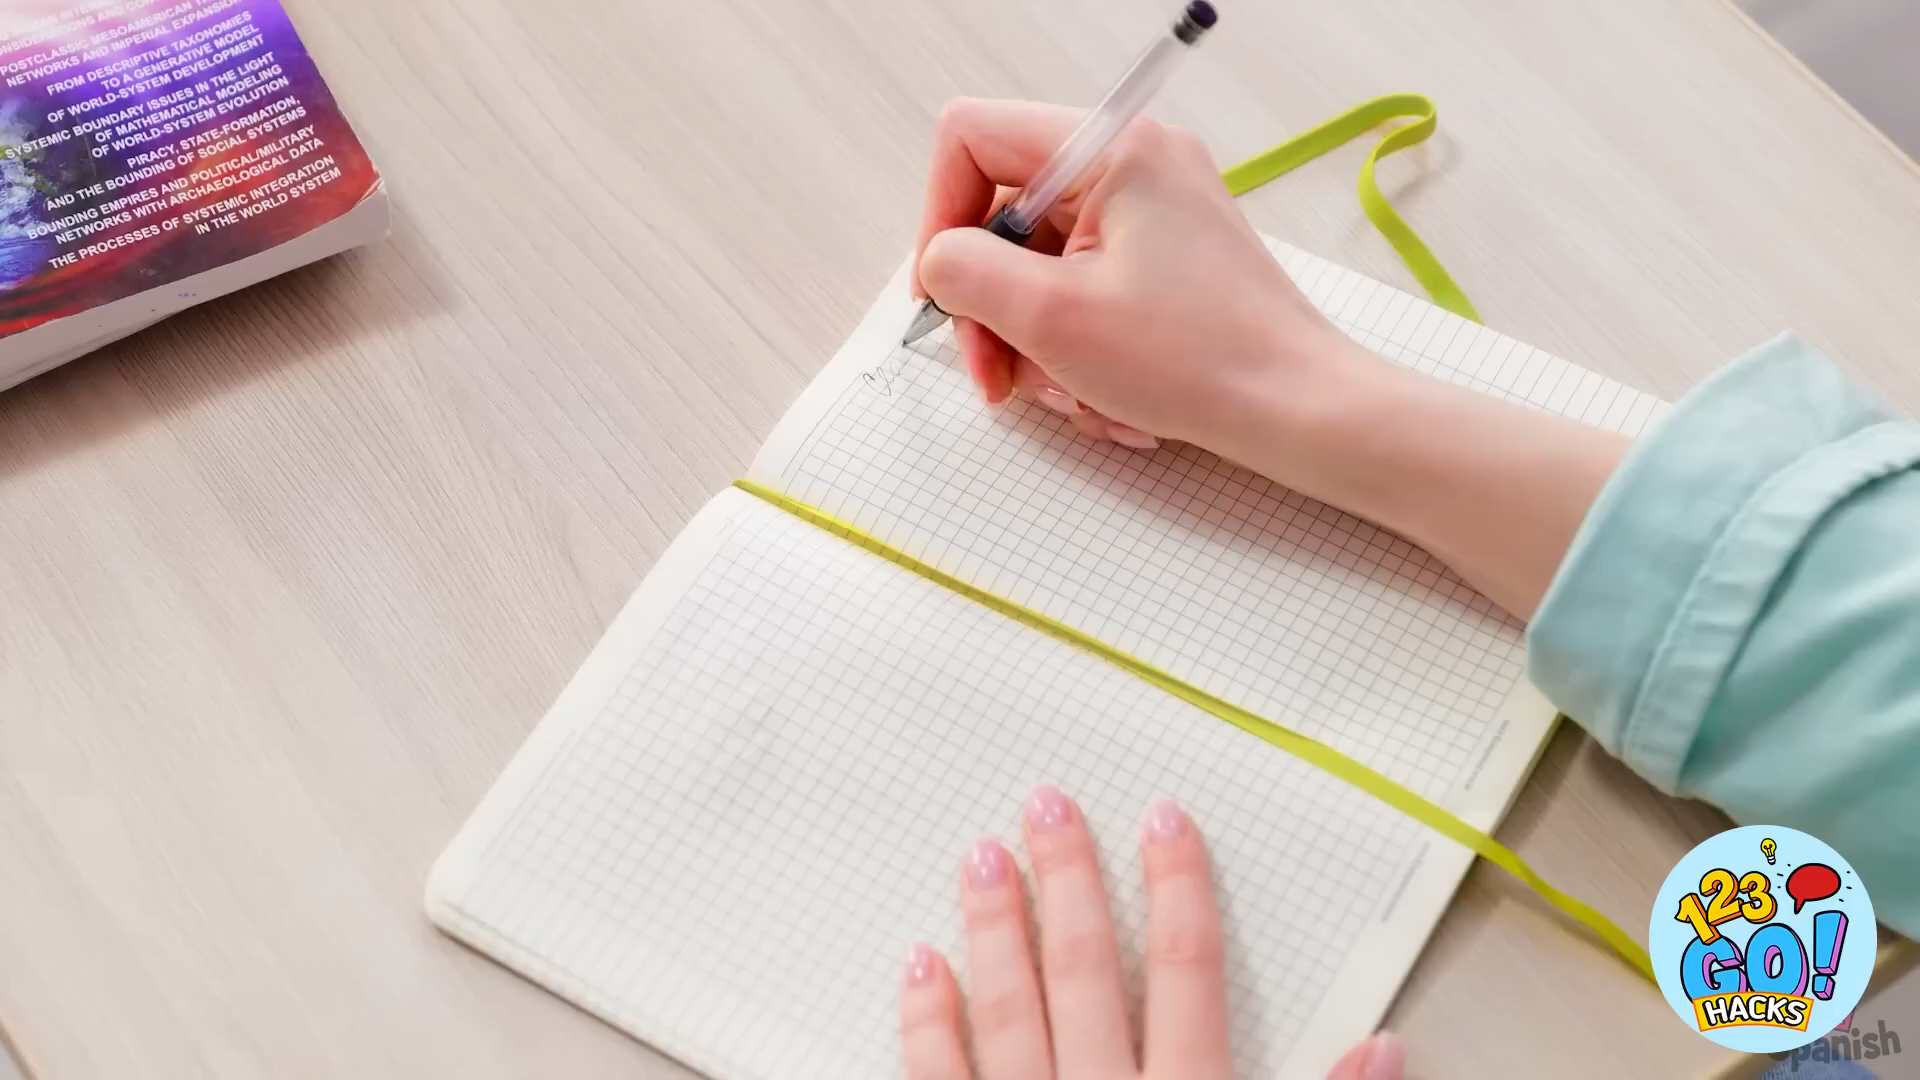 POSTCLASSIC MESOAMERICAN
NETWORKS AND IMPERIAL EXPANSION
FROM DESCRIPTIVE TAXONOMIES
TO A GENERATIVE MODEL
OF WORLD-SYSTEM DEVELOPMENT
SYSTEMIC BOUNDARY ISSUES IN THE LIGHT
OF MATHEMATICAL MODELING
OF WORLD-SYSTEM EVOLUTION
PIRACY, STATE-FORMATION,
AND THE BOUNDING OF SOCIAL SYSTEMS
BOUNDING EMPIRES AND POLITICAL/MILITARY
NETWORKS WITH ARCHAEOLOGICAL DATA
THE PROCESSES OF SYSTEMIC INTEGRATION
IN THE WORLD SYSTEM
123
GO!
HACKS
Spanish